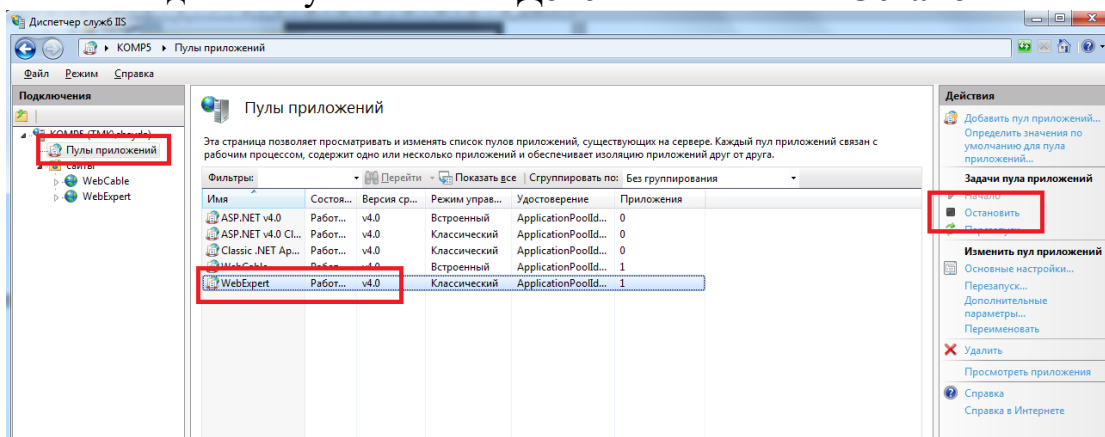 Диспетчер служб IIS
KOMP5 ▸ Пулы приложений
Файл Режим Справка
Подключения
Пулы приложений
сайты
WebCable
WebExpert
Пулы приложений
Эта страница позволяет просматривать и изменять список пулов приложений, существующих на сервере. Каждый пул приложений связан с
рабочим процессом, содержит одно или несколько приложений и обеспечивает изоляцию приложений друг от друга.
Фильтры: Перейти Показать все Сгруппировать по: Без группирования
Имя Состоя... Версия ср... Режим управ... Удостоверение Приложения
ASP.NET v4.0 Работ... v4.0 Встроенный ApplicationPoolId... 0
ASP.NET v4.0 Cl... Работ... v4.0 Классический ApplicationPoolId... 0
Classic .NET Ap... Работ... v4.0 Классический ApplicationPoolId... 0
WebCable Работ... v4.0 Встроенный ApplicationPoolId... 1
WebExpert Работ... v4.0 Классический ApplicationPoolId... 1
Действия
Добавить пул приложений...
Определить значения по
умолчанию для пула
приложений...
Задачи пула приложений
Начало
Остановить
Перезапуск...
Изменить пул приложений
Основные настройки...
Перезапуск...
Дополнительные
параметры...
Переименовать
Удалить
Просмотреть приложения
Справка
Справка в Интернете